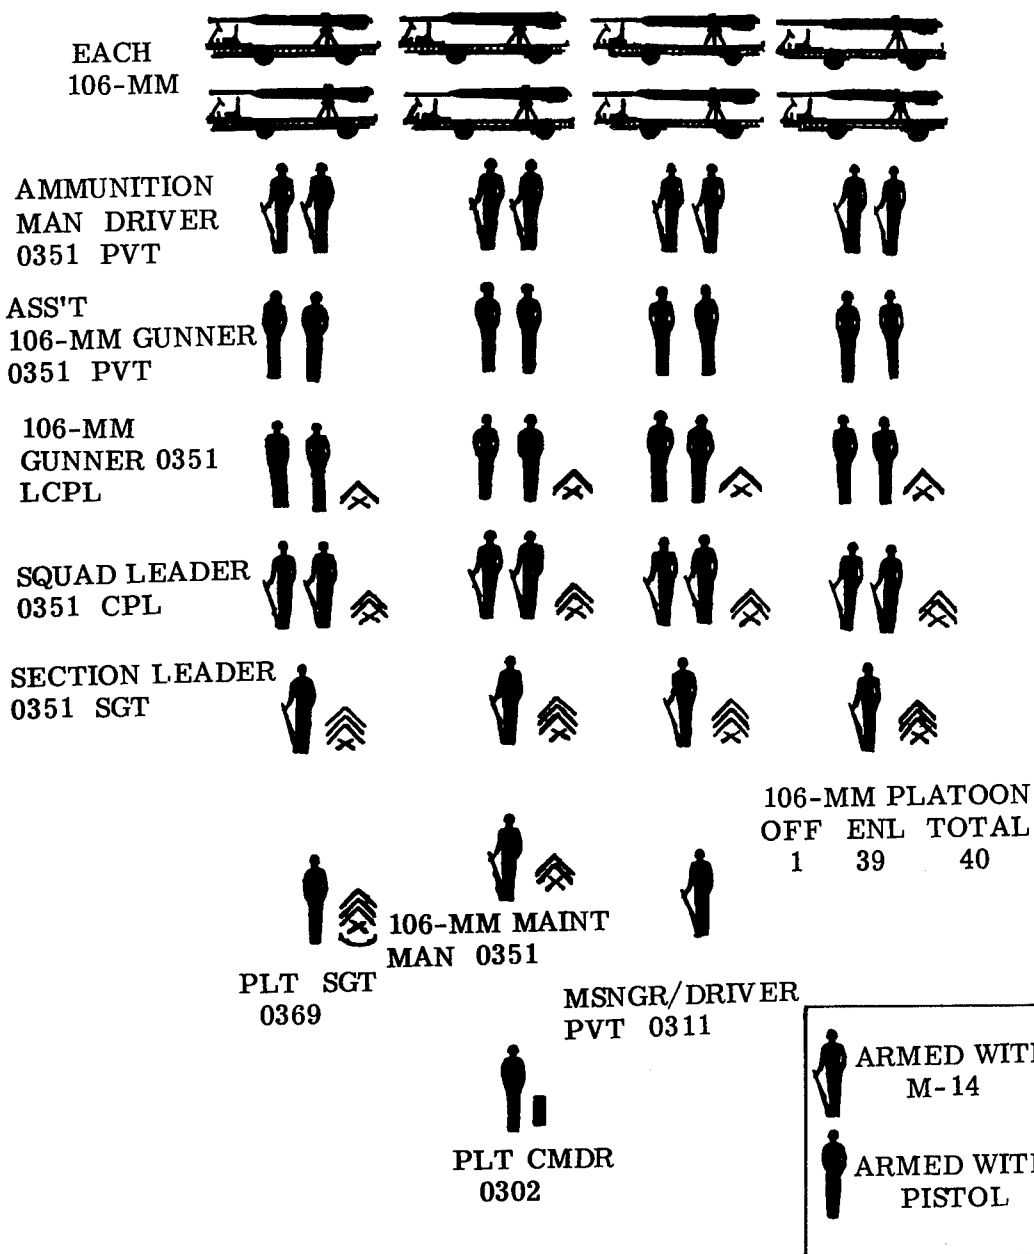 EACH
106-MM
AMMUNITION
MAN DRIVER
0351 PVT
ASS'T
106-MM GUNNER
0351 PVT
106-MM
GUNNER 0351
LCPL
SQUAD LEADER
0351 CPL
SECTION LEADER
0351 SGT
106-MM PLATOON
OFF ENL TOTAL
1 39 40
106-MM MAINT
MAN 0351
PLT SGT
0369
MSNGR/DRIVER
PVT 0311
PLT CMDR
0302
ARMED WITH
M-14
ARMED WITH
PISTOL